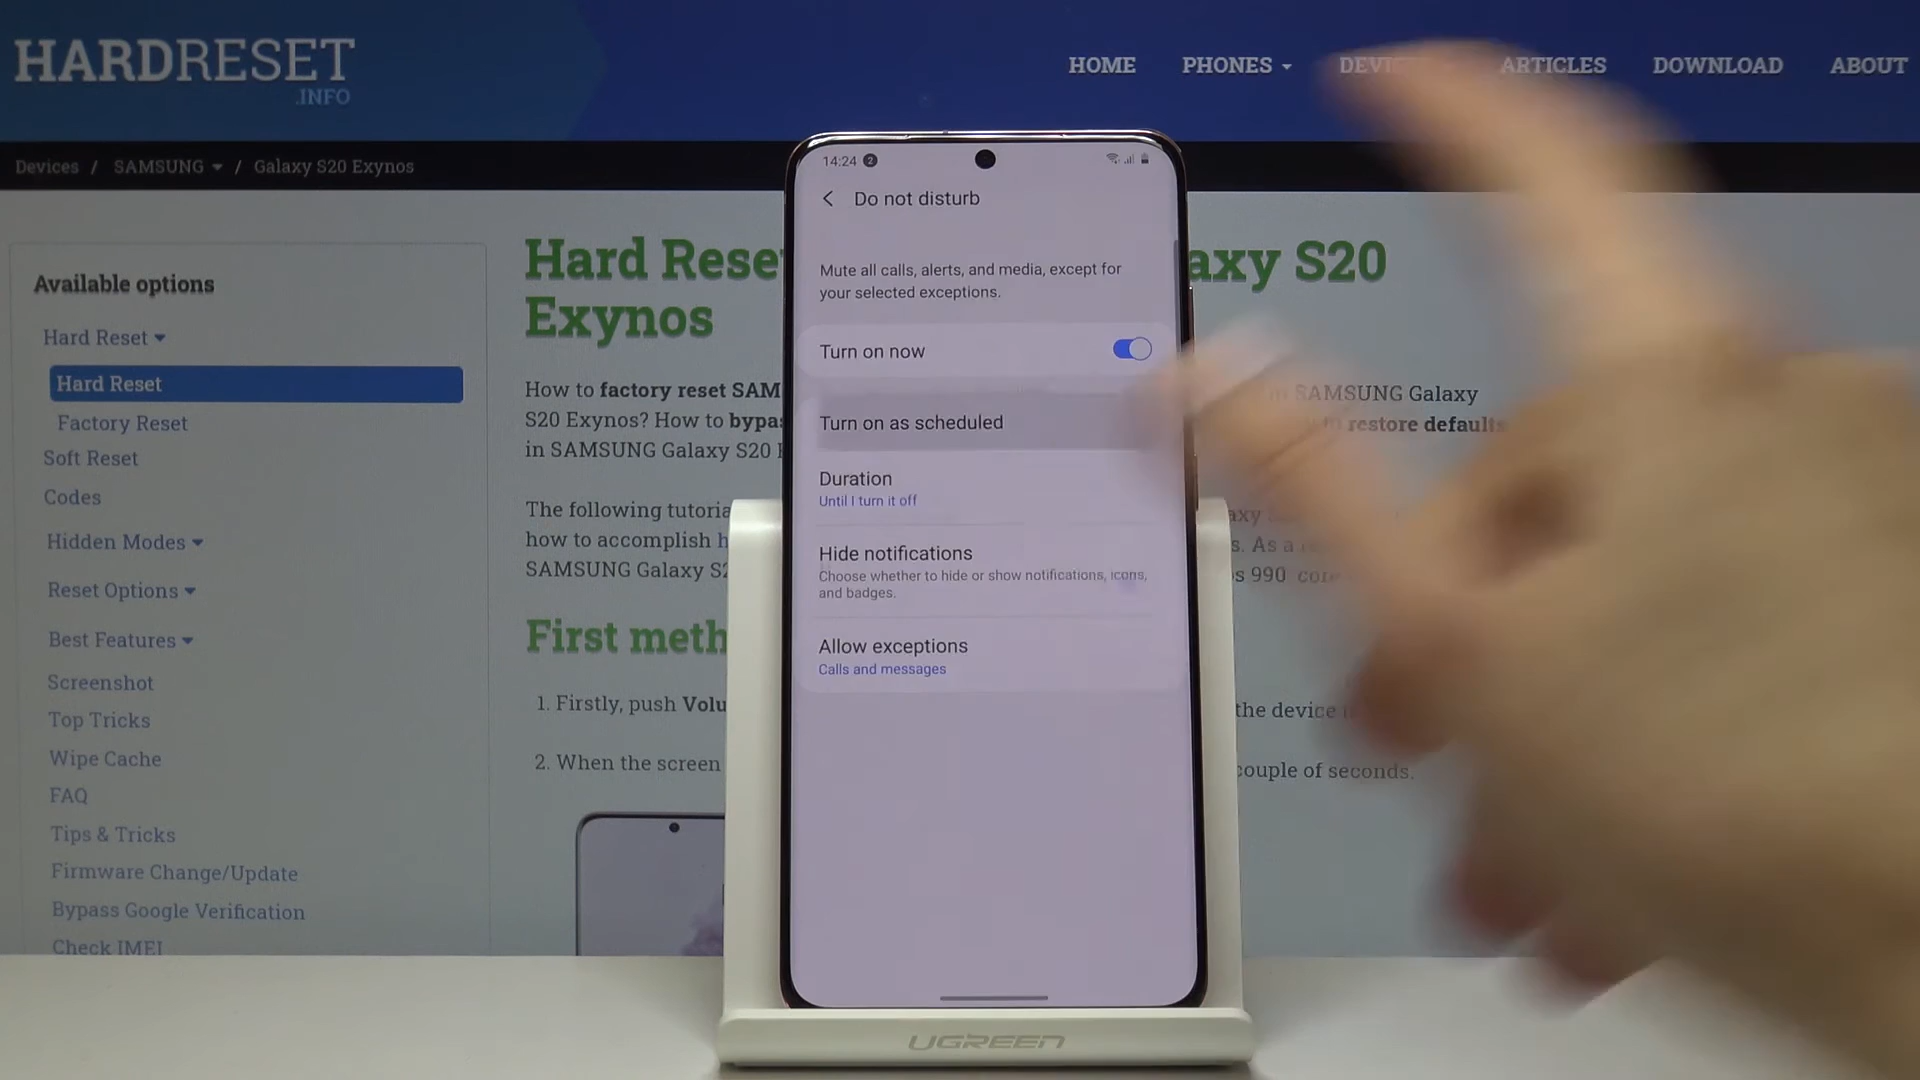 HARDRESET
.INFO
HOME PHONES ARTICLES DOWNLOAD ABOUT
Devices / SAMSUNG / Galaxy S20 Exynos
Available options
Hard Reset
Hard Reset
Factory Reset
Soft Reset
Codes
Hidden Modes
Reset Options
Best Features
Screenshot
Top Tricks
Wipe Cache
FAQ
Tips & Tricks
Firmware Change/Update
Bypass Google Verification
Check IMEI
Hard Rese
axy S20
Exynos
How to factory reset SAM
SAMSUNG Galaxy
S20 Exynos? How to bypas
restore defaults
in SAMSUNG Galaxy S20
The following tutoria
how to accomplish h
s. As a
SAMSUNG Galaxy S2
s 990 core
First meth
1. Firstly, push Volu
the device
2. When the screen
couple of seconds.
14:24 2
Do not disturb
Mute all calls, alerts, and media, except for
your selected exceptions.
Turn on now
Turn on as scheduled
Duration
Until I turn it off
Hide notifications
Choose whether to hide or show notifications, icons,
and badges.
Allow exceptions
Calls and messages
UGREEN